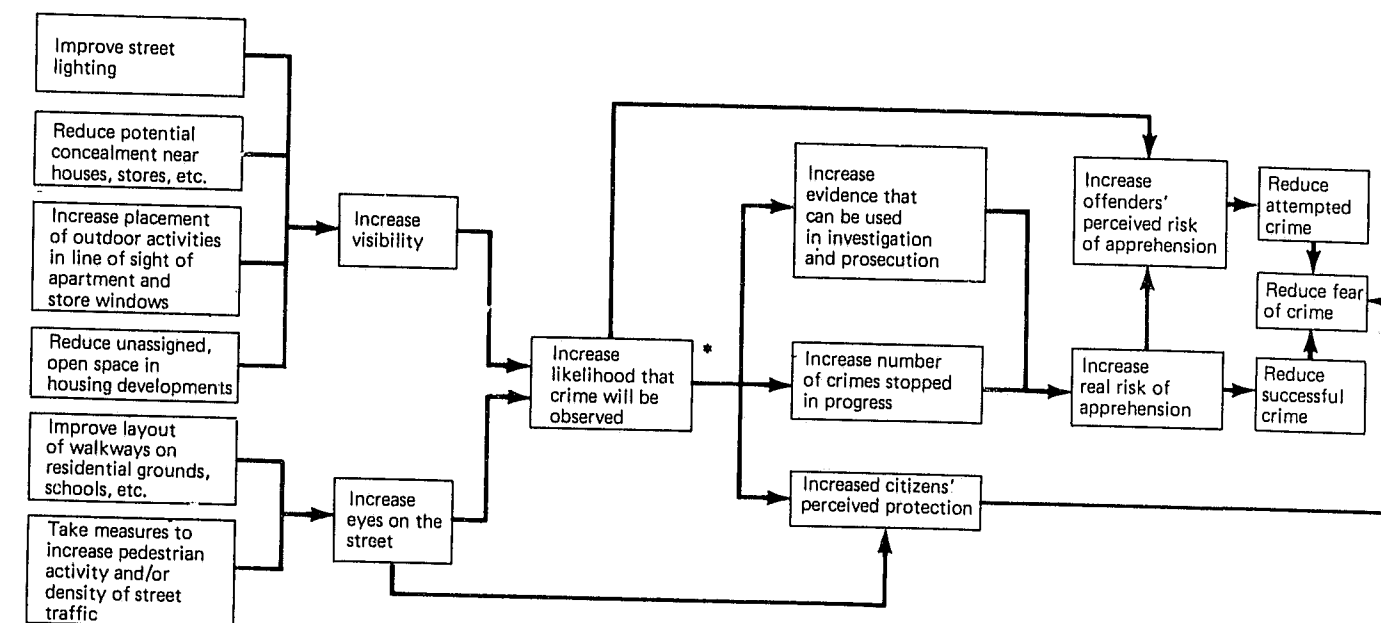 Improve street
lighting
Reduce potential
concealment near
houses, stores, etc.
Increase placement
of outdoor activities
in line of sight of
apartment and
store windows
Reduce unassigned,
open space in
housing developments
Improve layout
of walkways on
residential grounds,
schools, etc.
Take measures to
increase pedestrian
activity and/or
density of street
traffic
Increase
visibility
Increase
eyes on the
street
Increase
likelihood that
crime will be
observed
*
Increase
evidence that
can be used
in investigation
and prosecution
Increase number
of crimes stopped
in progress
Increased citizens'
perceived protection
Increase
offenders'
perceived risk
of apprehension
Increase
real risk of
apprehension
Reduce
attempted
crime
Reduce fear
of crime
Reduce
successful
crime